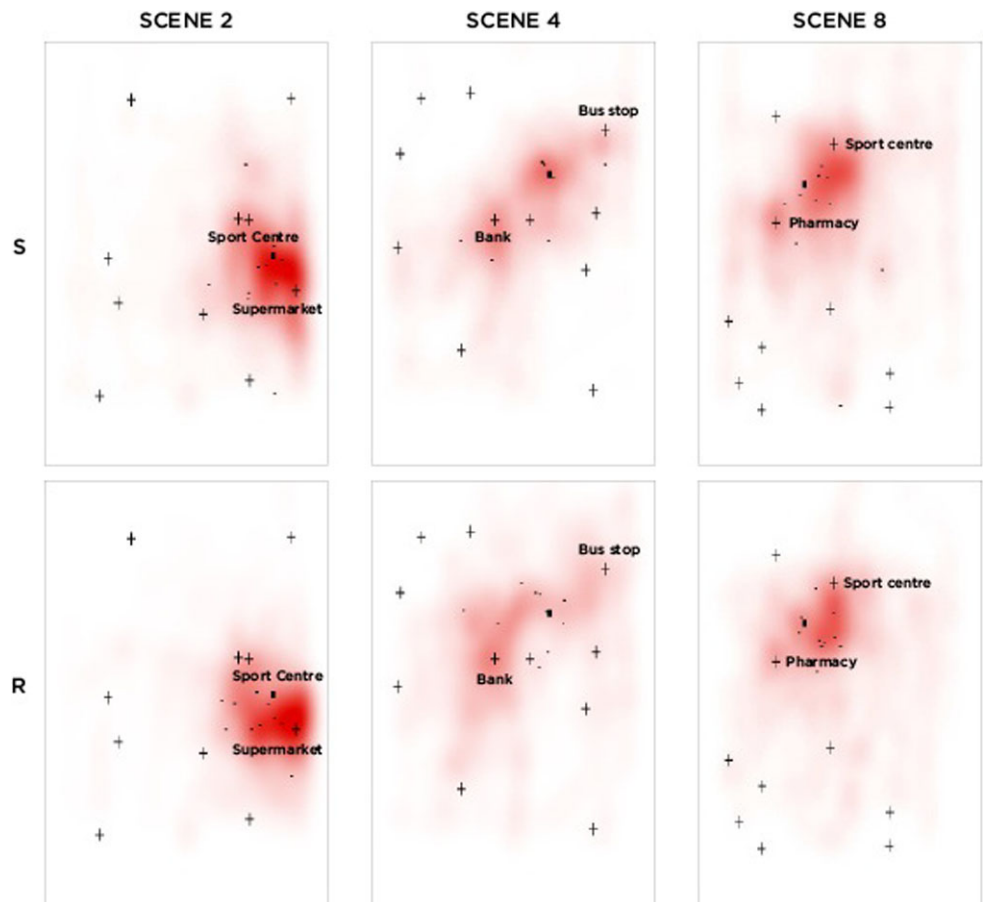 SCENE 2
SCENE 4
SCENE 8
S
Sport Centre
Supermarket
Bus stop
Bank
Sport centre
Pharmacy
R
Sport Centre
Supermarket
Bus stop
Bank
Sport centre
Pharmacy